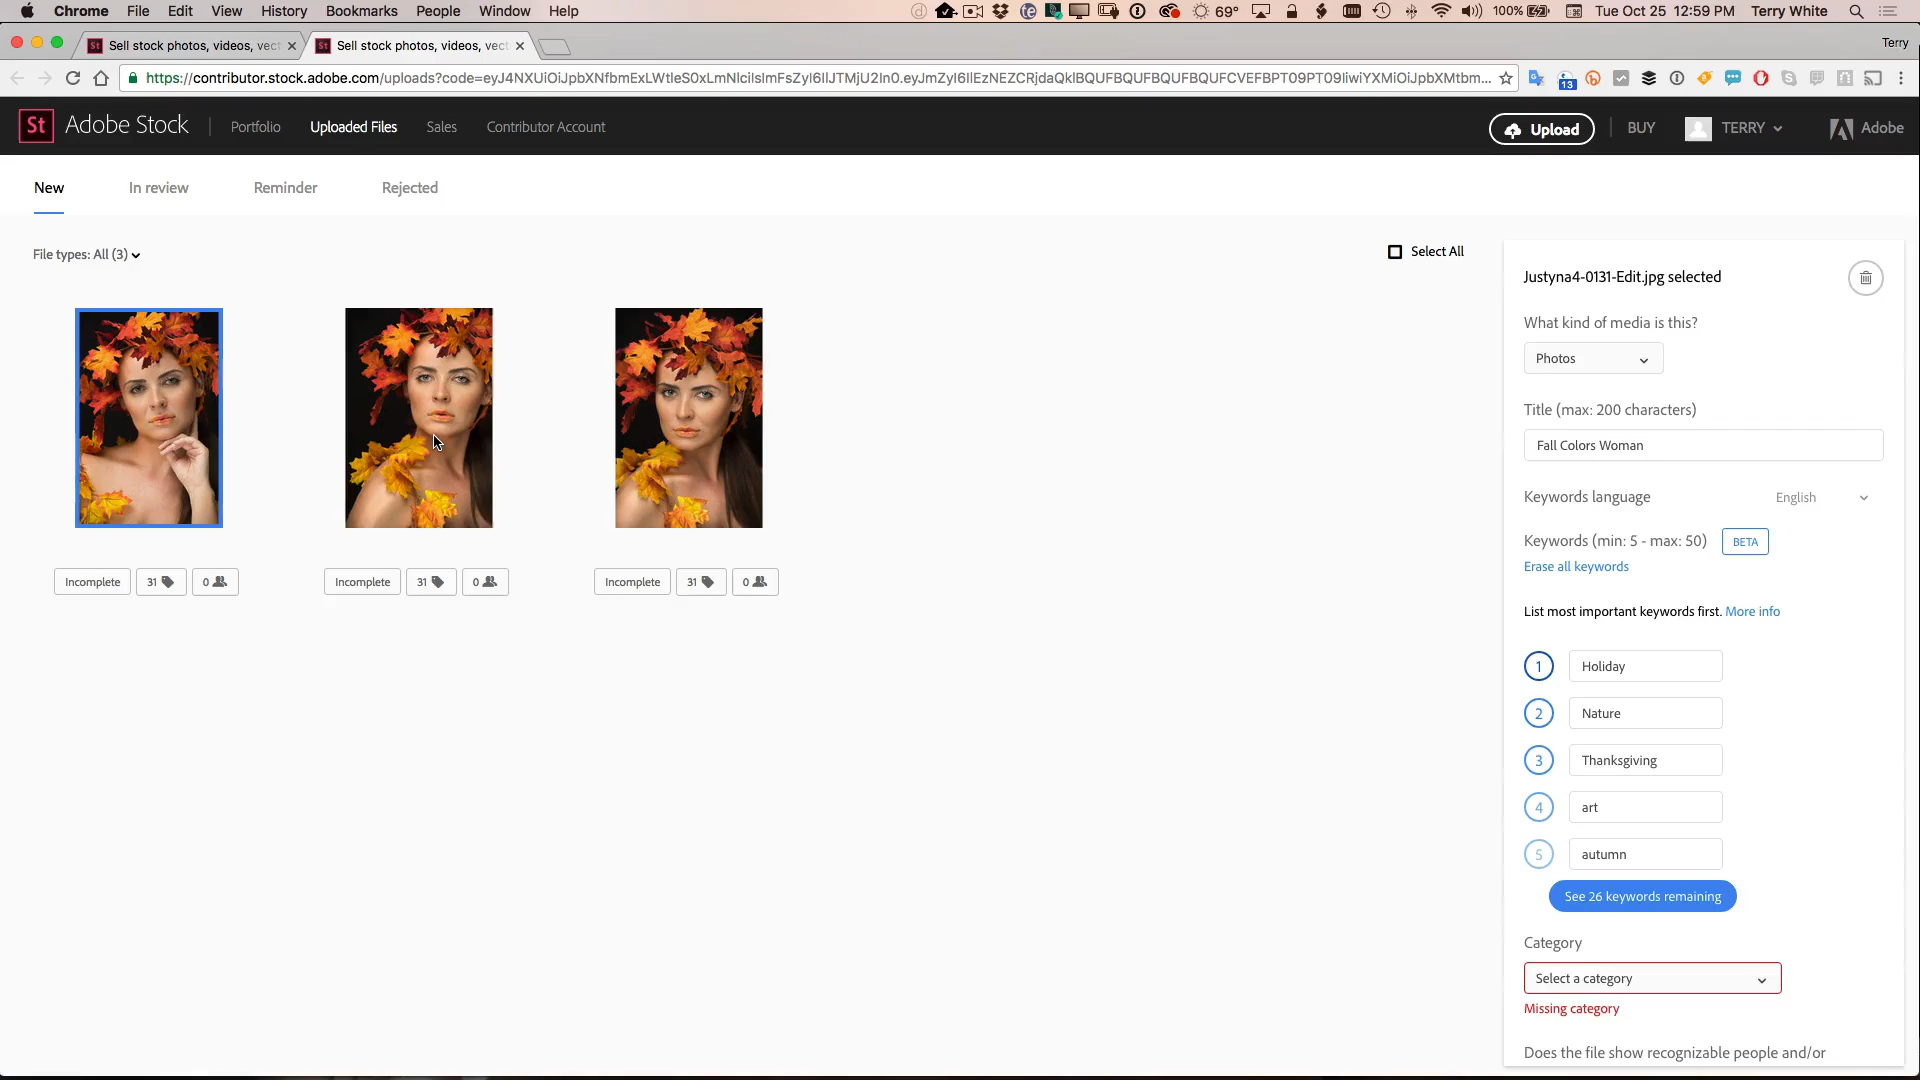 Chrome File Edit View History Bookmarks People Window Help
69° 100% Tue Oct 25 12:59 PM Terry White
Sell stock photos, videos, vect
Sell stock photos, videos, vect
Terry
https://contributor.stock.adobe.com/uploads?code=
13
St Adobe Stock Portfolio Uploaded Files Sales Contributor Account
Upload BUY TERRY Adobe
New In review Reminder Rejected
File types: All (3)
Select All
Incomplete 31 0
Incomplete 31 0
Incomplete 31 0
Justyna4-0131-Edit.jpg selected
What kind of media is this?
Photos
Title (max: 200 characters)
Fall Colors Woman
Keywords language English
Keywords (min: 5 - max: 50) BETA
Erase all keywords
List most important keywords first. More info
1 Holiday
2 Nature
3 Thanksgiving
4 art
5 autumn
See 26 keywords remaining
Category
Select a category
Missing category
Does the file show recognizable people and/or